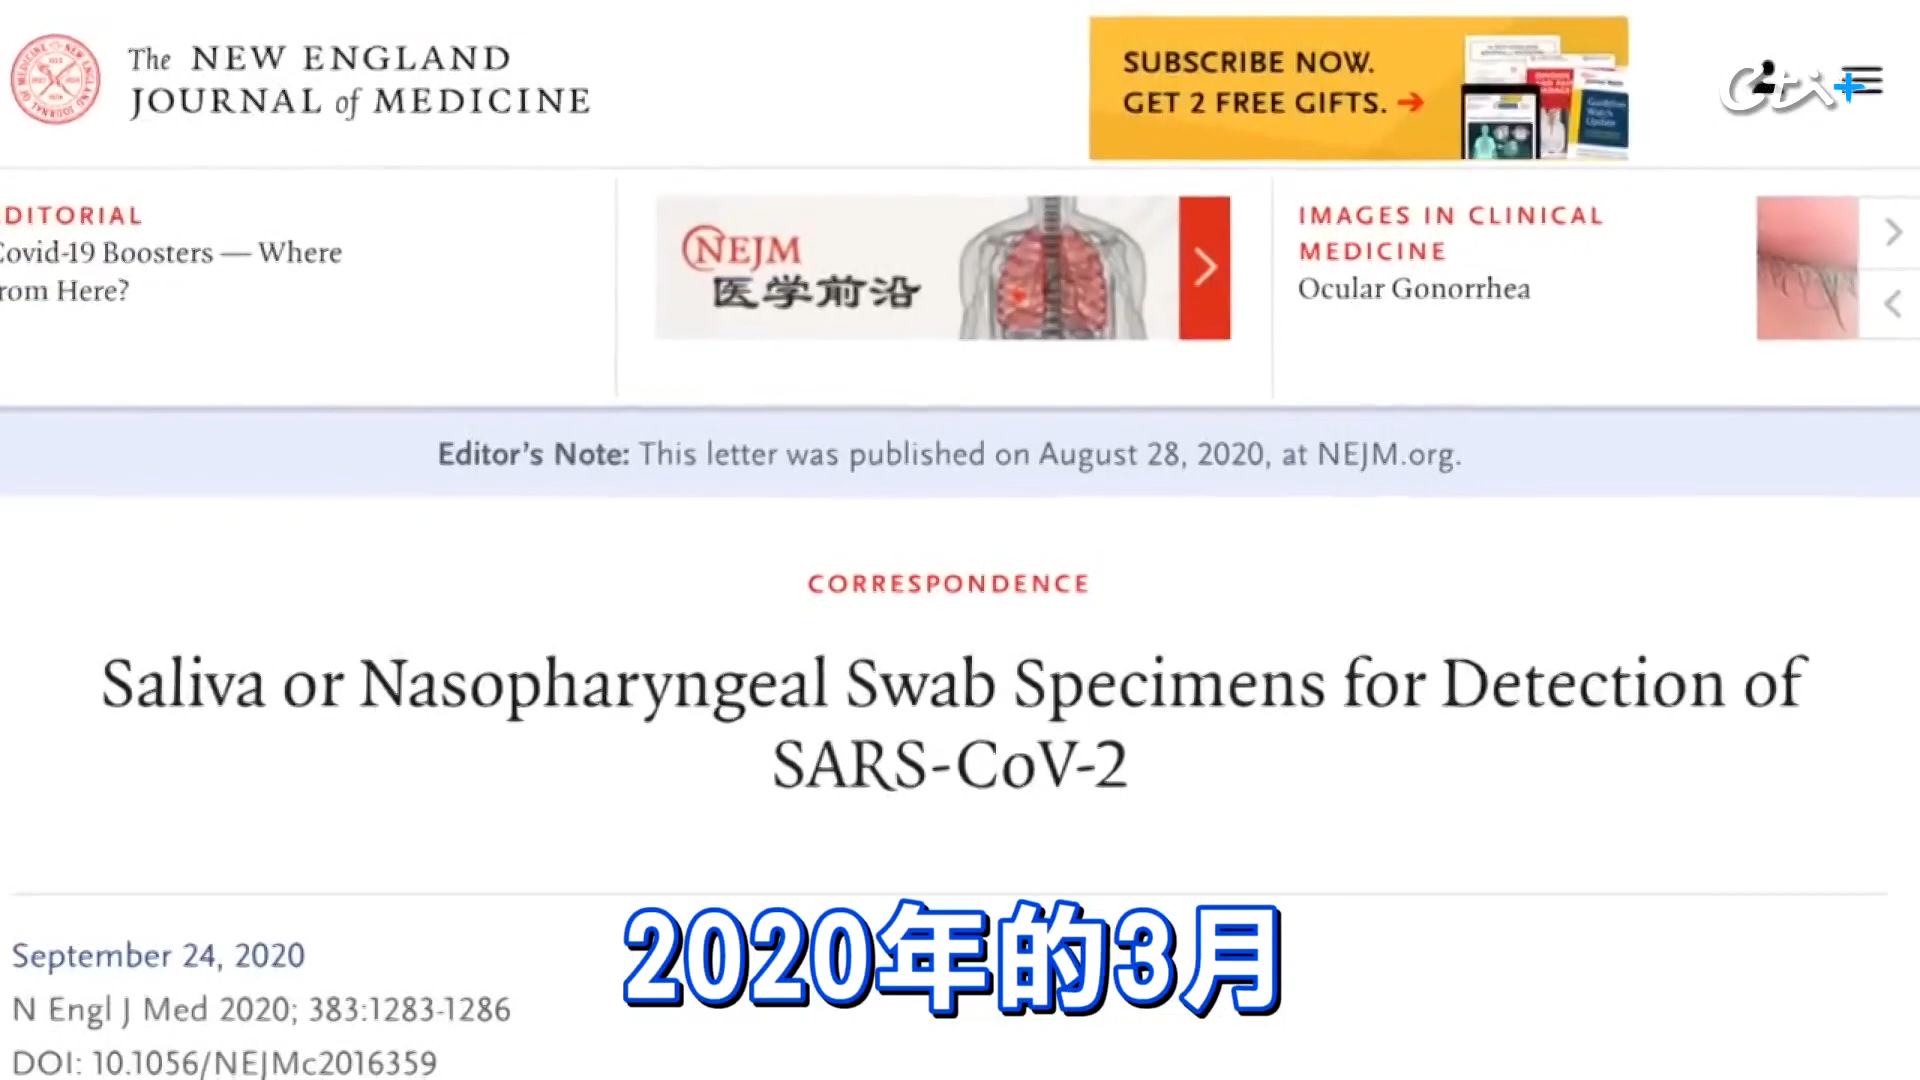 The NEW ENGLAND
JOURNAL of MEDICINE
SUBSCRIBE NOW.
GET 2 FREE GIFTS.
Cti+
DITORIAL
Covid-19 Boosters — Where
rom Here?
NEJM
医学前沿
IMAGES IN CLINICAL
MEDICINE
Ocular Gonorrhea
Editor's Note: This letter was published on August 28, 2020, at NEJM.org.
CORRESPONDENCE
Saliva or Nasopharyngeal Swab Specimens for Detection of
SARS-CoV-2
September 24, 2020
N Engl J Med 2020; 383:1283-1286
DOI: 10.1056/NEJMc2016359
2020年的3月